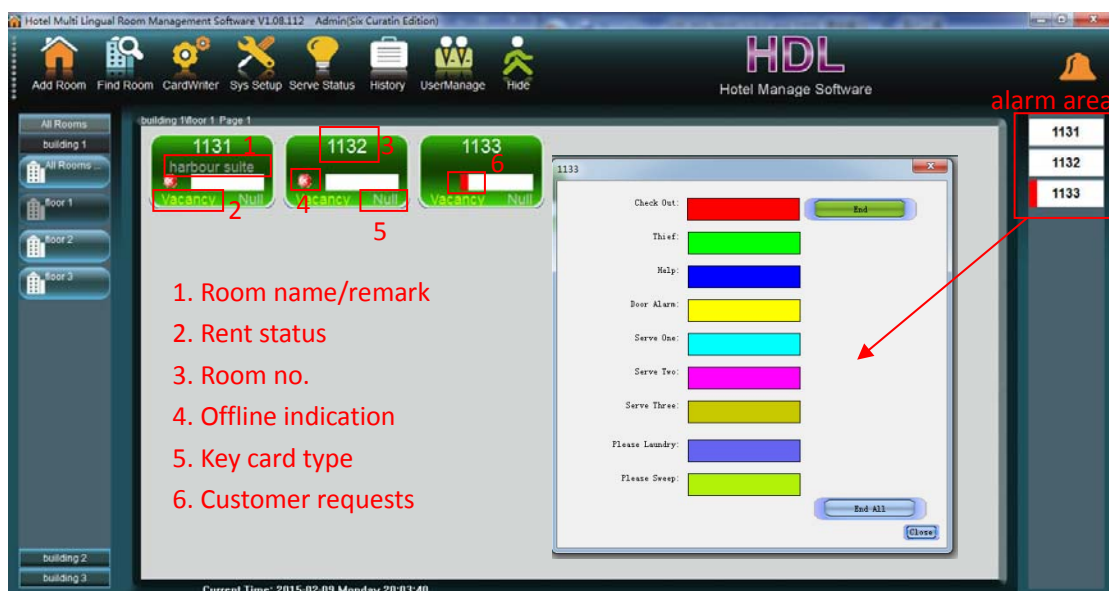 Hotel Multi Lingual Room Management Software V1.08.112 Admin(Six Curatin Edition)
Add Room Find Room CardWriter Sys Setup Serve Status History UserManage Hide
HDL
Hotel Manage Software
alarm area
All Rooms
building 1
All Rooms ...
floor 1
floor 2
floor 3
building 2
building 3
building 1\floor 1 Page 1
1131 1
harbour suite
Vacancy Null
2
1132 3
Vacancy Null
4
5
1133
6
Vacancy Null
1. Room name/remark
2. Rent status
3. Room no.
4. Offline indication
5. Key card type
6. Customer requests
1133
Check Out: End
Thief:
Help:
Door Alarm:
Serve One:
Serve Two:
Serve Three:
Please Laundry:
Please Sweep:
End All
Close
1131
1132
1133
Current Time: 2015-02-09 Monday 20:03:40